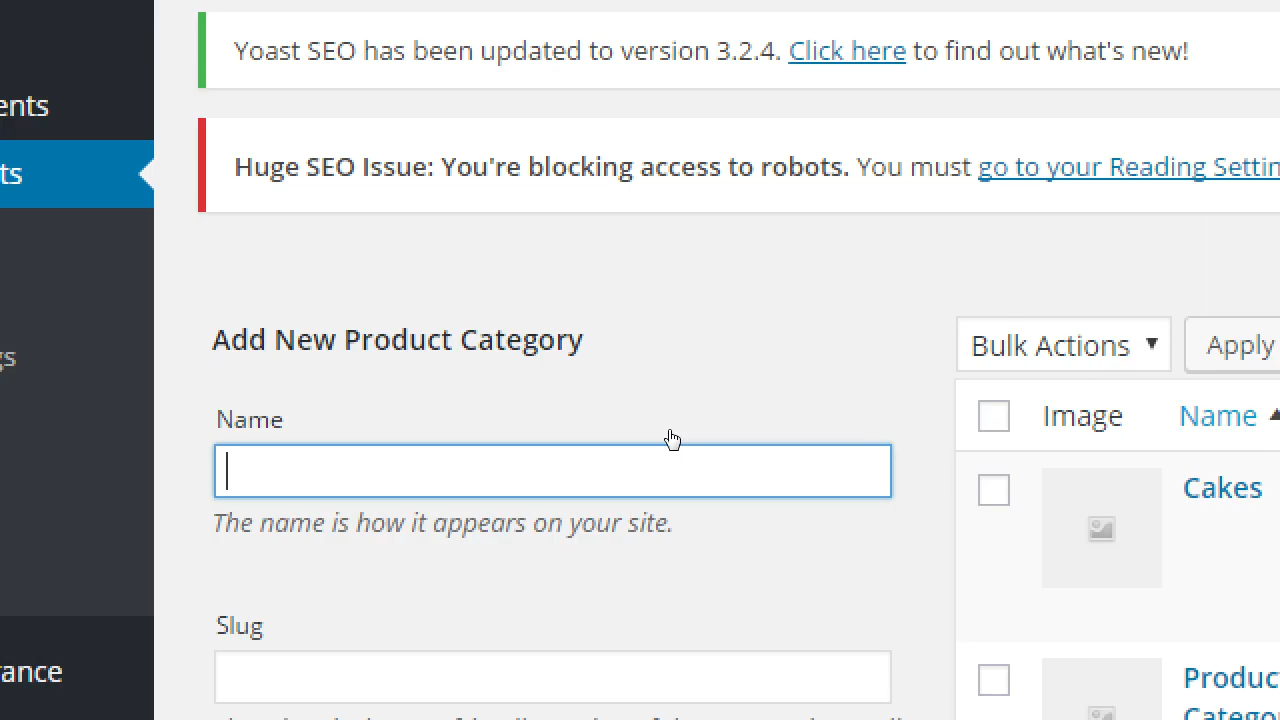 Yoast SEO has been updated to version 3.2.4. Click here to find out what's new!
Huge SEO Issue: You're blocking access to robots. You must go to your Reading Settin
ents
ts
gs
rance
Add New Product Category
Name
The name is how it appears on your site.
Slug
Bulk Actions ▼ Apply
Image Name
Cakes
Produc